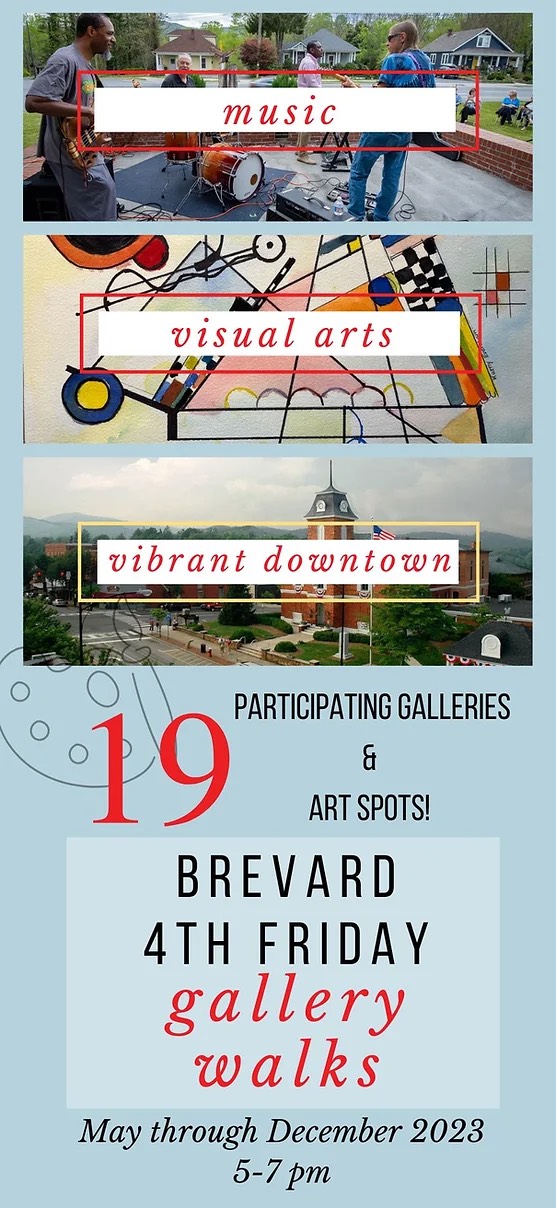 music
visual arts
vibrant downtown
19
PARTICIPATING GALLERIES
&
ART SPOTS!
BREVARD
4TH FRIDAY
gallery
walks
May through December 2023
5-7 pm